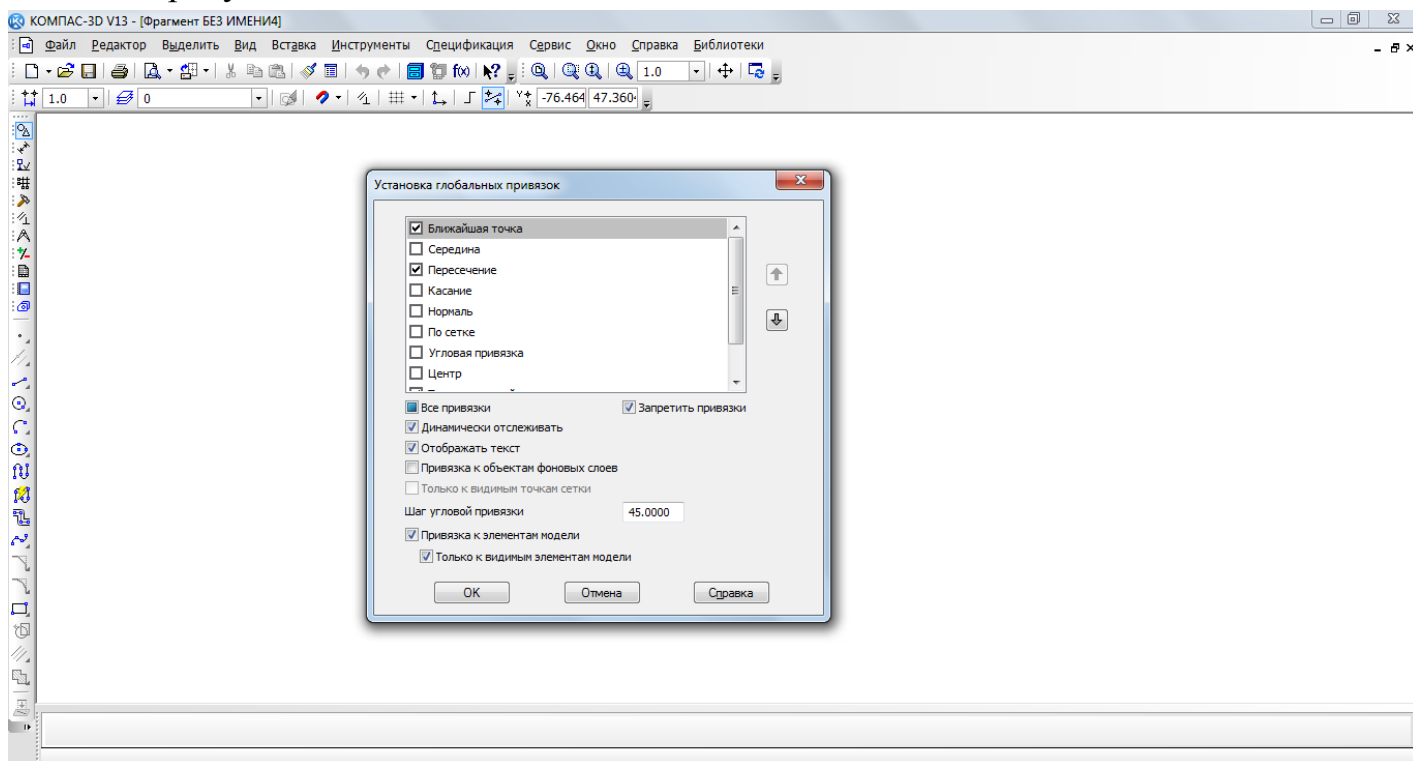 КОМПАС-3D V13 - [Фрагмент БЕЗ ИМЕНИ4]
Файл Редактор Выделить Вид Вставка Инструменты Спецификация Сервис Окно Справка Библиотеки
1.0
1.0 0 -76.464 47.360
Установка глобальных привязок
Ближайшая точка
Середина
Пересечение
Касание
Нормаль
По сетке
Угловая привязка
Центр
Все привязки Запретить привязки
Динамически отслеживать
Отображать текст
Привязка к объектам фоновых слоев
Только к видимым точкам сетки
Шаг угловой привязки 45.0000
Привязка к элементам модели
Только к видимым элементам модели
OK Отмена Справка